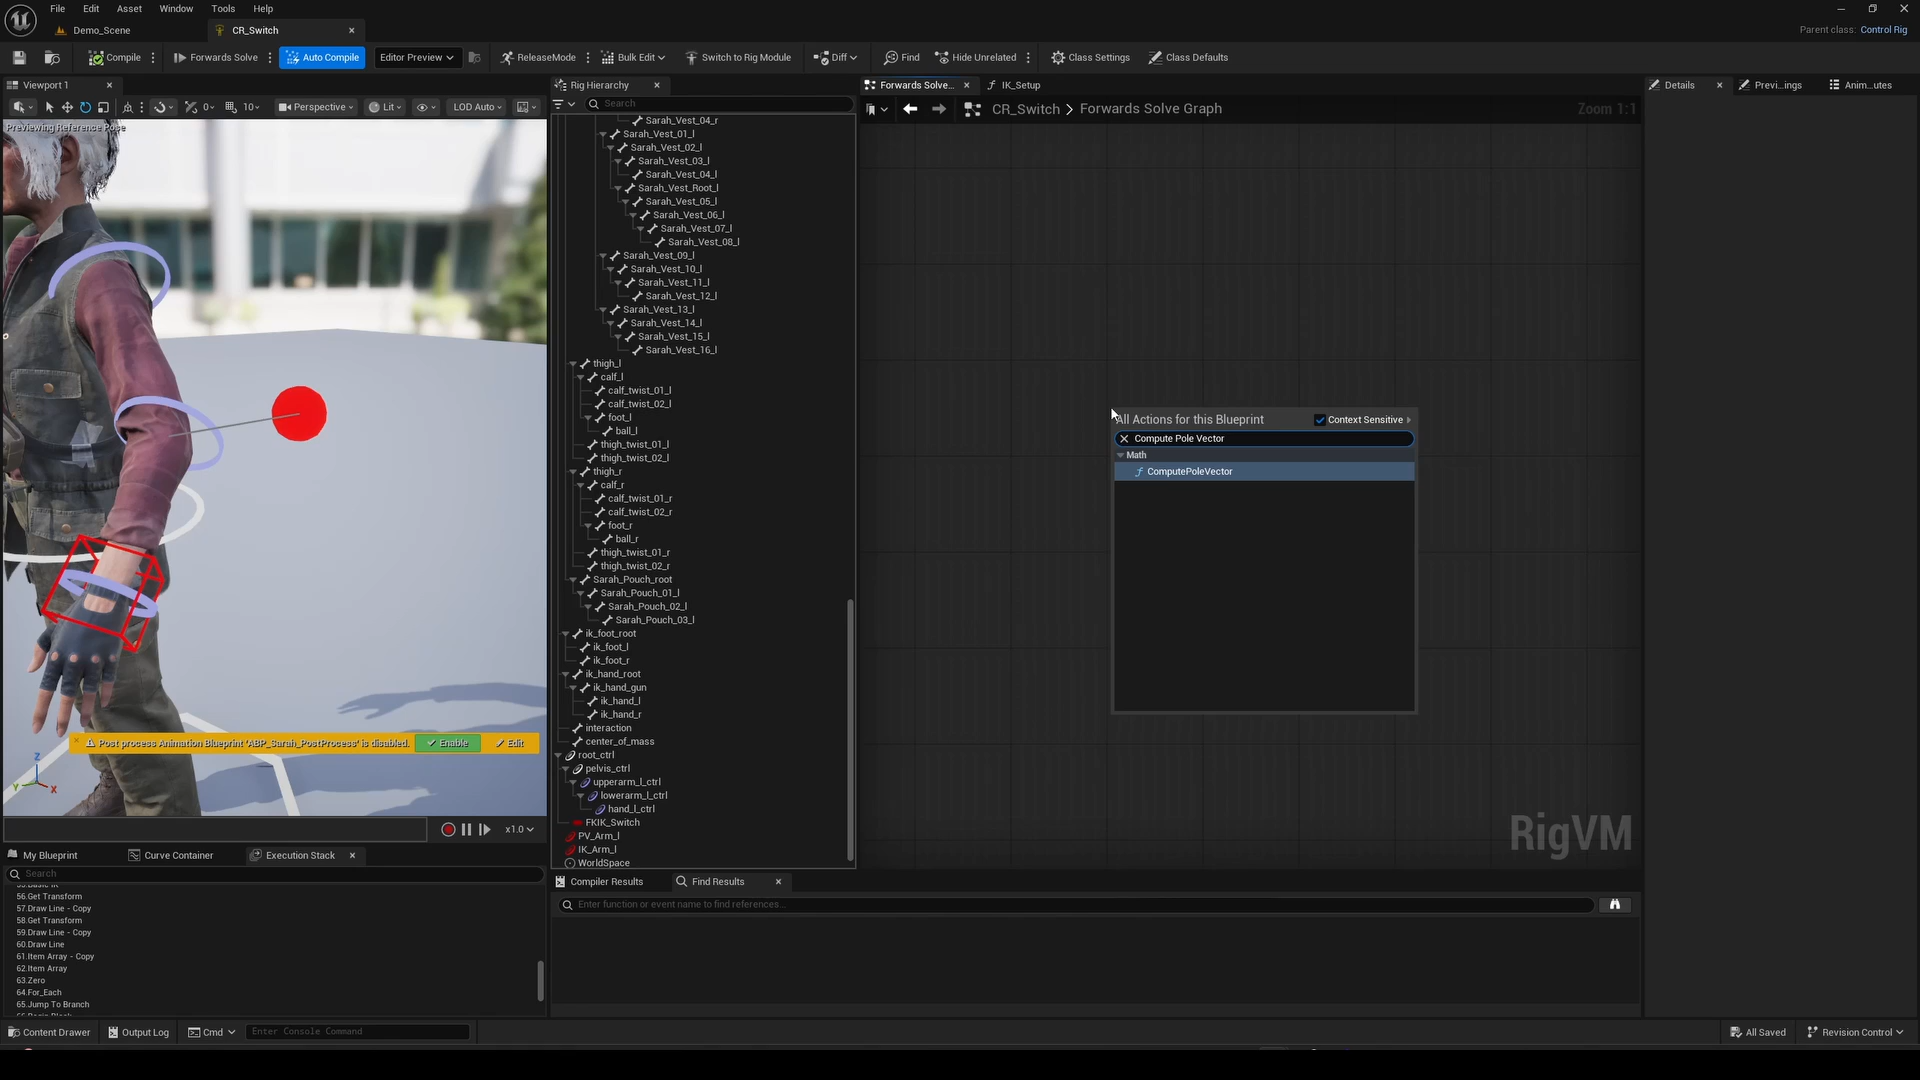 File Edit Asset Window Tools Help
Demo_Scene
CR_Switch
Parent class: Control Rig
Compile
Forwards Solve
Auto Compile
Editor Preview
ReleaseMode
Bulk Edit
Switch to Rig Module
Diff
Find
Hide Unrelated
Class Settings
Class Defaults
Viewport 1
0
10
Perspective
Lit
LOD Auto
Previewing Reference Pose
Post process Animation Blueprint 'ABP_Sarah_PostProcess' is disabled.
Enable
Edit
Z
Y
X
x1.0
My Blueprint
Curve Container
Execution Stack
Search
56.Get Transform
57.Draw Line - Copy
58.Get Transform
59.Draw Line - Copy
60.Draw Line
61.Item Array - Copy
62.Item Array
63.Zero
64.For_Each
65.Jump To Branch
Rig Hierarchy
Search
Sarah_Vest_04_r
Sarah_Vest_01_l
Sarah_Vest_02_l
Sarah_Vest_03_l
Sarah_Vest_04_l
Sarah_Vest_Root_l
Sarah_Vest_05_l
Sarah_Vest_06_l
Sarah_Vest_07_l
Sarah_Vest_08_l
Sarah_Vest_09_l
Sarah_Vest_10_l
Sarah_Vest_11_l
Sarah_Vest_12_l
Sarah_Vest_13_l
Sarah_Vest_14_l
Sarah_Vest_15_l
Sarah_Vest_16_l
thigh_l
calf_l
calf_twist_01_l
calf_twist_02_l
foot_l
ball_l
thigh_twist_01_l
thigh_twist_02_l
thigh_r
calf_r
calf_twist_01_r
calf_twist_02_r
foot_r
ball_r
thigh_twist_01_r
thigh_twist_02_r
Sarah_Pouch_root
Sarah_Pouch_01_l
Sarah_Pouch_02_l
Sarah_Pouch_03_l
ik_foot_root
ik_foot_l
ik_foot_r
ik_hand_root
ik_hand_gun
ik_hand_l
ik_hand_r
interaction
center_of_mass
root_ctrl
pelvis_ctrl
upperarm_l_ctrl
lowerarm_l_ctrl
hand_l_ctrl
FKIK_Switch
PV_Arm_l
IK_Arm_l
WorldSpace
Forwards Solve...
IK_Setup
CR_Switch > Forwards Solve Graph
Zoom 1:1
All Actions for this Blueprint
Context Sensitive
Compute Pole Vector
Math
ComputePoleVector
RigVM
Compiler Results
Find Results
Enter function or event name to find references...
Details
Previ...ings
Anim...utes
Content Drawer
Output Log
Cmd
Enter Console Command
All Saved
Revision Control